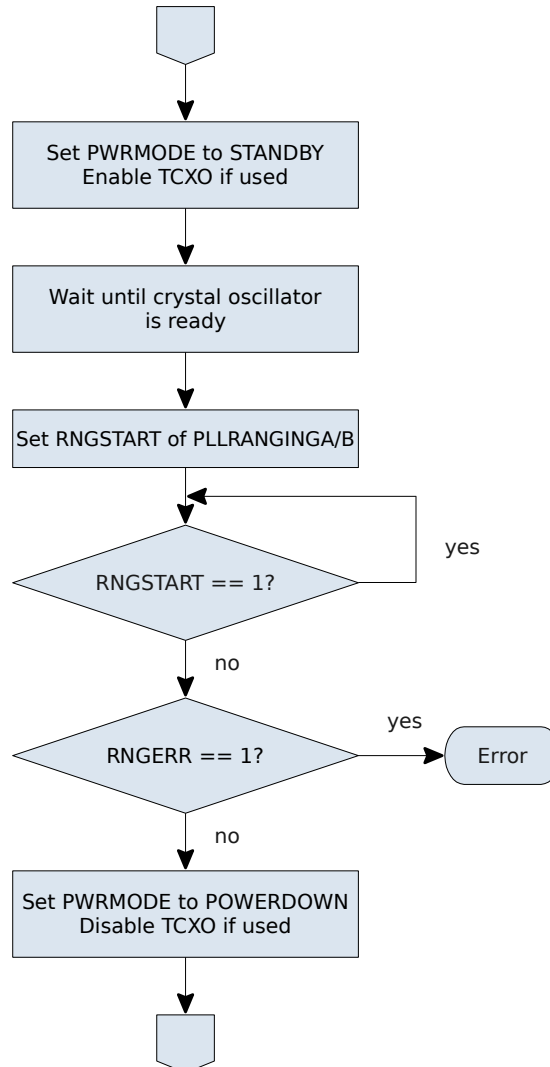 Set PWRMODE to STANDBY
Enable TCXO if used
Wait until crystal oscillator
is ready
Set RNGSTART of PLLRANGINGA/B
RNGSTART == 1?
yes
no
RNGERR == 1?
yes
Error
no
Set PWRMODE to POWERDOWN
Disable TCXO if used